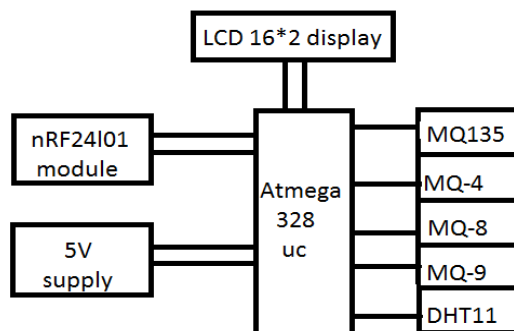 LCD 16*2 display
nRF24l01
module
Atmega
328
uc
5V
supply
MQ135
MQ-4
MQ-8
MQ-9
DHT11